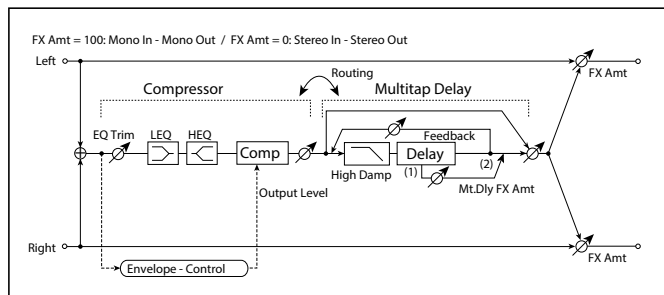 FX Amt = 100: Mono In - Mono Out / FX Amt = 0: Stereo In - Stereo Out
Left
FX Amt
Routing
Compressor
Multitap Delay
EQ Trim
LEQ
HEQ
Feedback
Comp
Delay
(1)
(2)
High Damp
Mt.Dly FX Amt
Output Level
Right
FX Amt
Envelope - Control